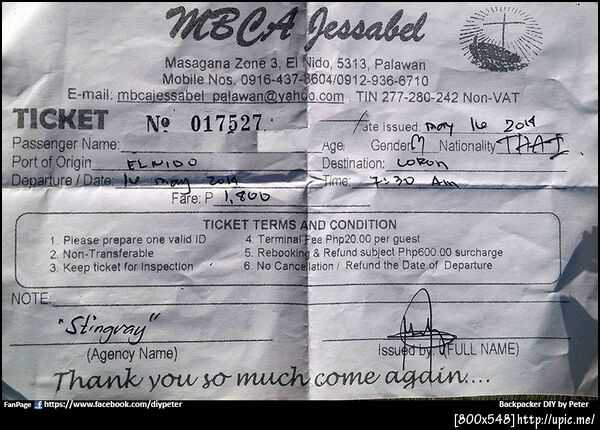 MBCA Jessabel
Masagana Zone 3, El Nido, 5313, Palawan
Mobile Nos. 0916-437-8604/0912-936-6710
E-mail: mbcajessabel_palawan@yahoo.com . TIN 277-280-242 Non-VAT
TICKET № 017527 Date Issued: may 16 2014
Passenger Name: Age: Gender: M Nationality THAI
Port of Origin ELNIDO Destination: CORON
Departure / Date: 16 may 2014 Time: 7:30 Am
Fare: P 1,800
TICKET TERMS AND CONDITION
1. Please prepare one valid ID 4. Terminal Fee Php20.00 per guest
2. Non-Transferable 5. Rebooking & Refund subject Php600.00 surcharge
3. Keep ticket for Inspection 6. No Cancellation / Refund the Date of Departure
NOTE:
"Stingray"
(Agency Name) Issued by: (FULL NAME)
Thank you so much come again....
FanPage f https://www.facebook.com/diypeter Backpacker DIY by Peter
[800x548] http://upic.me/